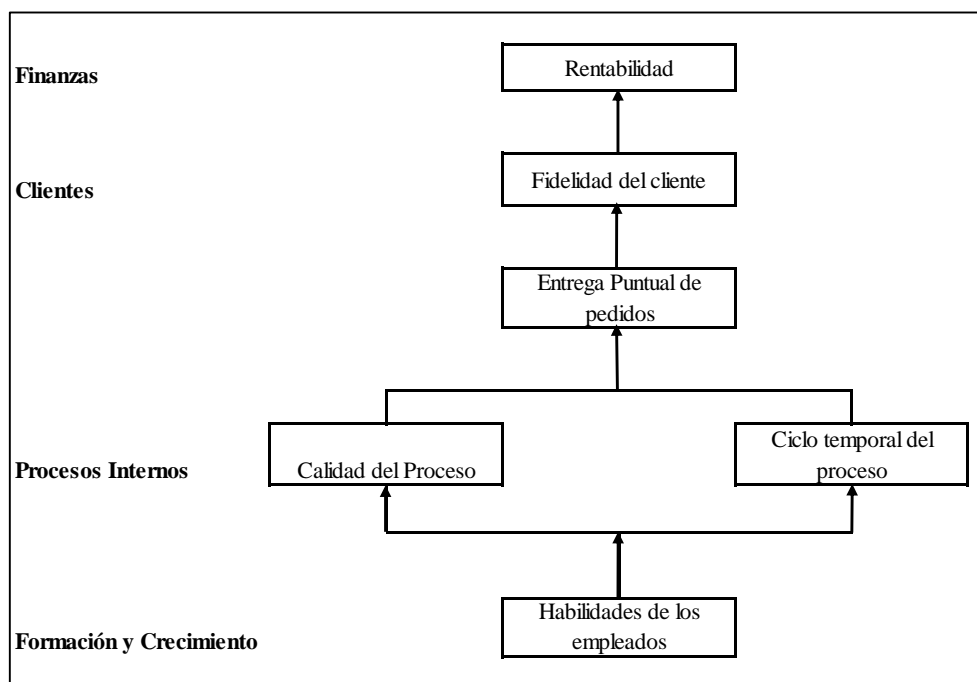 Finanzas
Rentabilidad
Clientes
Fidelidad del cliente
Entrega Puntual de
pedidos
Procesos Internos
Calidad del Proceso
Ciclo temporal del
proceso
Formación y Crecimiento
Habilidades de los
empleados